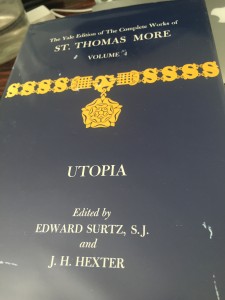 The Yale Edition of The Complete Works of
ST. THOMAS MORE
VOLUME 4
UTOPIA
Edited by
EDWARD SURTZ, S.J.
and
J. H. HEXTER